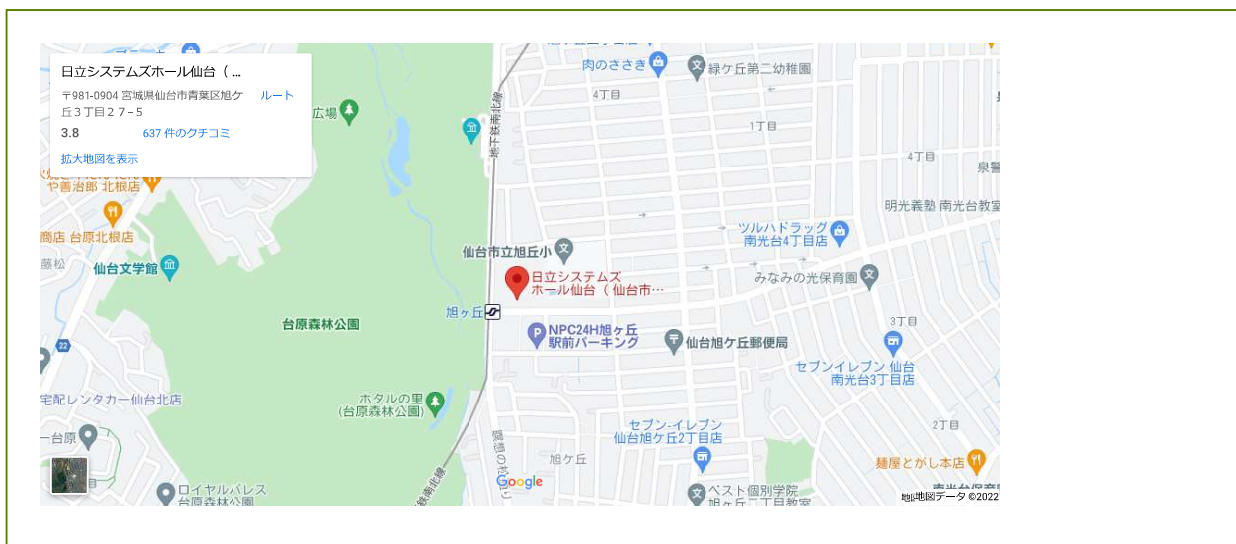 日立システムズホール仙台（ ...
〒981-0904 宮城県仙台市青葉区旭ケ
丘３丁目２７−５
ルート
3.8
637 件のクチコミ
拡大地図を表示
広場
肉のささき
緑ケ丘第二幼稚園
4丁目
1丁目
4丁目
地下鉄南北線
や善治郎 北根店
商店 台原北根店
藤松
仙台文学館
明光義塾 南光台教室
ツルハドラッグ
南光台4丁目店
仙台市立旭丘小
日立システムズ
ホール仙台（ 仙台市…
みなみの光保育園
旭ヶ丘
台原森林公園
NPC24H旭ヶ丘
駅前パーキング
仙台旭ケ丘郵便局
3丁目
22
セブンイレブン 仙台
南光台3丁目店
宅配レンタカー仙台北店
ホタルの里
(台原森林公園)
セブン-イレブン
仙台旭ケ丘2丁目店
2丁目
台原
旭ケ丘
麺屋とがし本店
Google
ロイヤルパレス
台原森林公園
ベスト個別学院
旭ヶ丘二丁目教室
地図データ ©2022